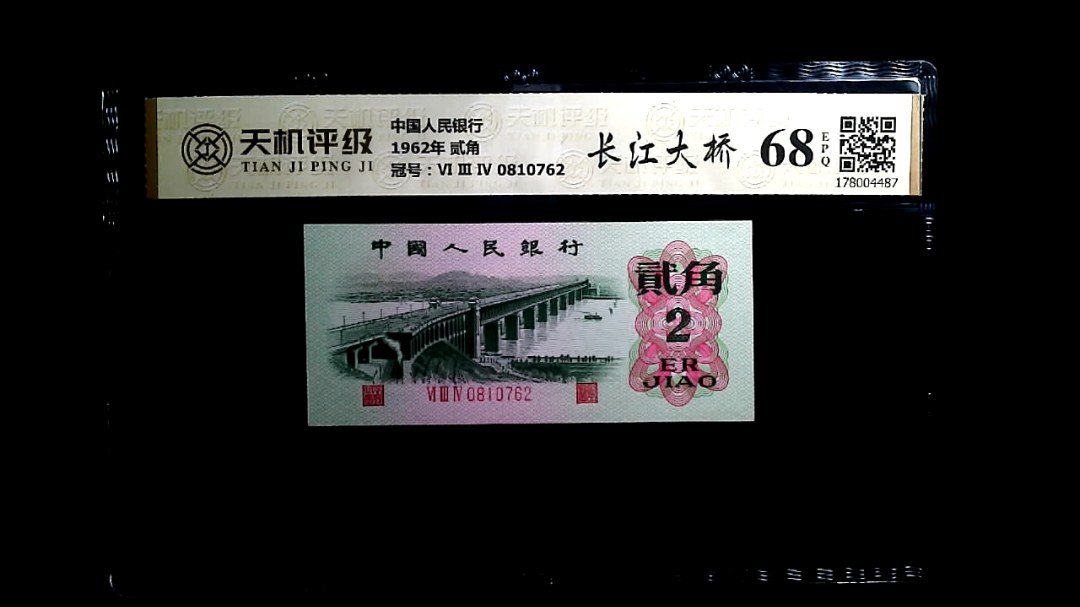 天机评级
TIAN JI PING JI
中国人民银行
1962年 贰角
冠号：VI III IV 0810762
长江大桥
68
EPQ
178004487
中國人民銀行
貳角
2
ER
JIAO
VI III IV 0810762